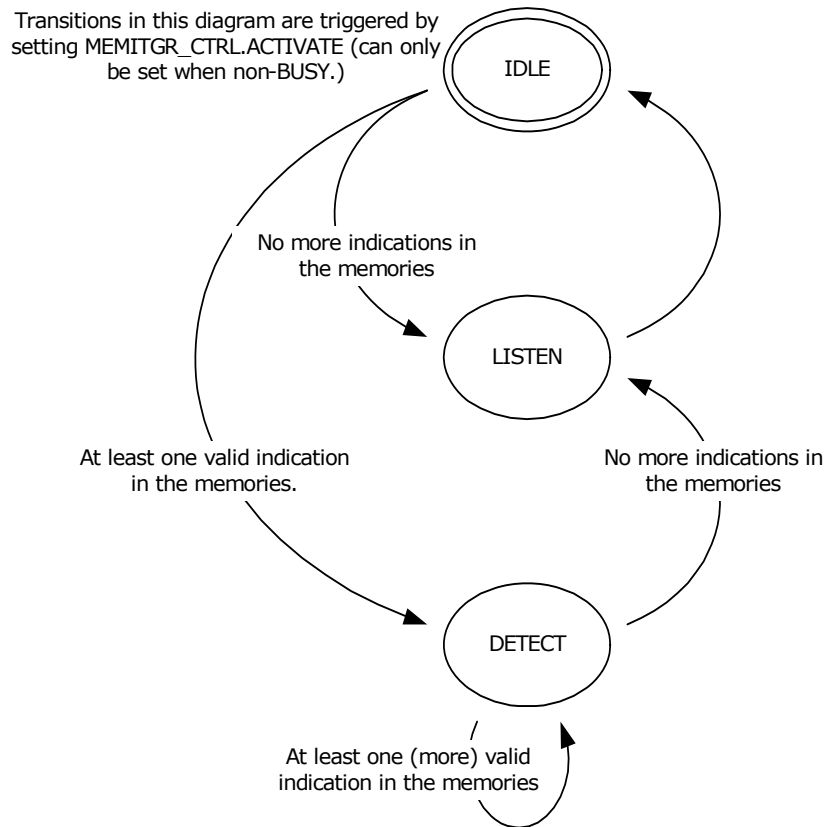 Transitions in this diagram are triggered by
setting MEMITGR_CTRL.ACTIVATE (can only
be set when non-BUSY.)
IDLE
No more indications in
the memories
LISTEN
At least one valid indication
in the memories.
No more indications in
the memories
DETECT
At least one (more) valid
indication in the memories